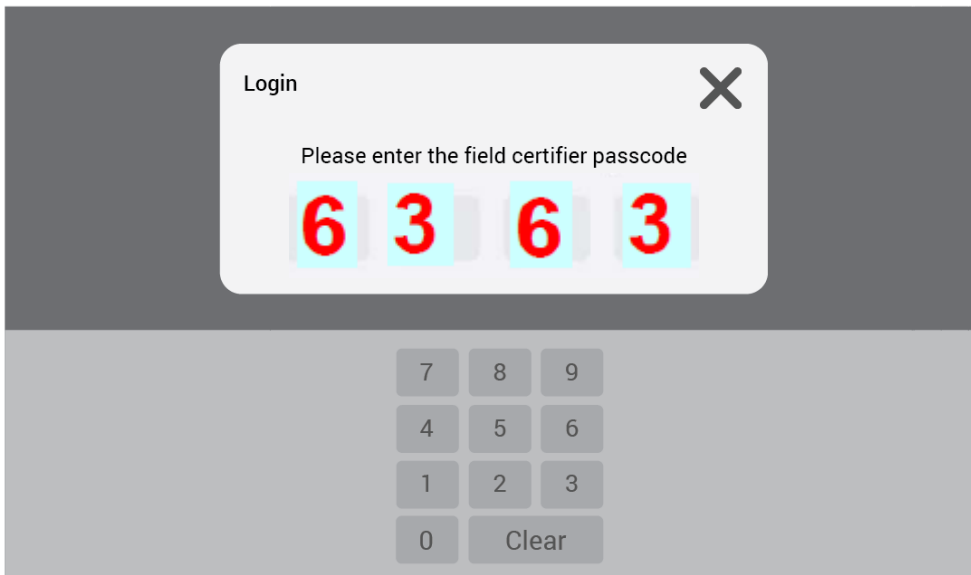 Login
Please enter the field certifier passcode
6 3 6 3
7 8 9
4 5 6
1 2 3
0 Clear